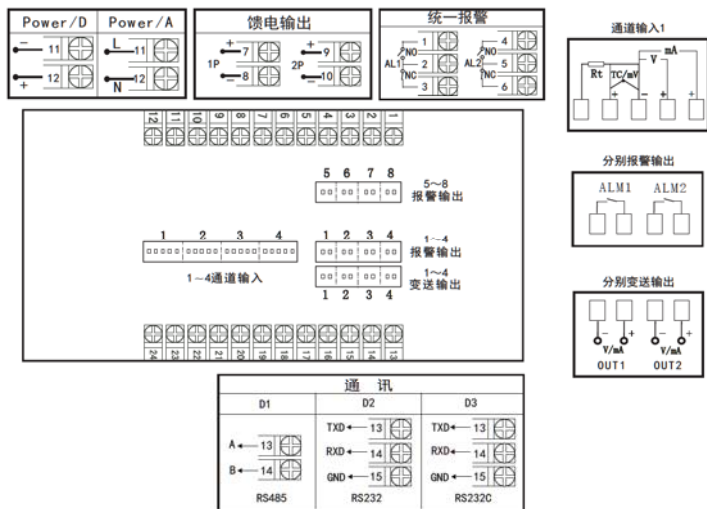 Power/D Power/A
− 11 L 11
+ 12 N 12
馈电输出
1P + 7 2P + 9
− 8 − 10
统一报警
1 NO 4 NO
AL1 2 AL2 5
NC 3 NC 6
通道输入1
mA
V
Rt TC/mV
+ − + +
12 11 10 9 8 7 6 5 4 3 2 1
5 6 7 8
5~8
报警输出
1 2 3 4
1~4通道输入
1 2 3 4
1~4
报警输出
1~4
变送输出
1 2 3 4
24 23 22 21 20 19 18 17 16 15 14 13
分别报警输出
ALM1 ALM2
分别变送输出
− + − +
V/mA V/mA
OUT1 OUT2
通 讯
D1 D2 D3
A 13
B 14
RS485
TXD 13
RXD 14
GND 15
RS232
TXD 13
RXD 14
GND 15
RS232C